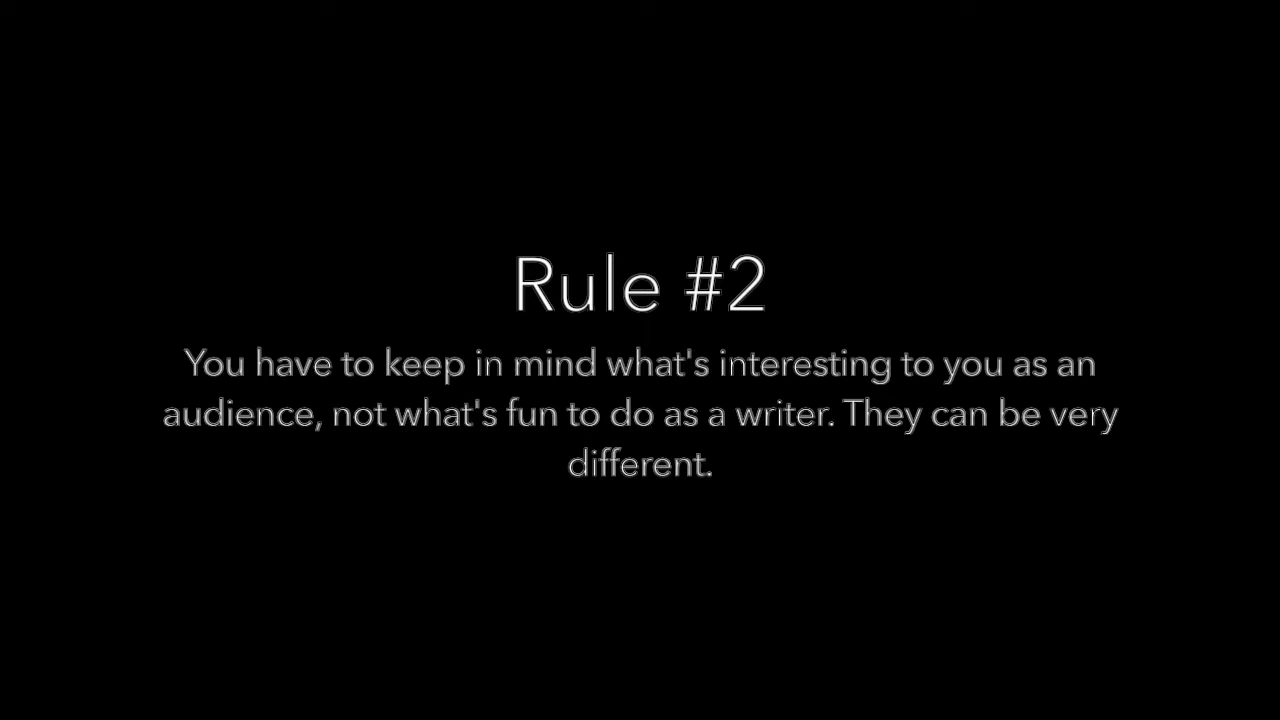 Rule #2
You have to keep in mind what's interesting to you as an
audience, not what's fun to do as a writer. They can be very
different.